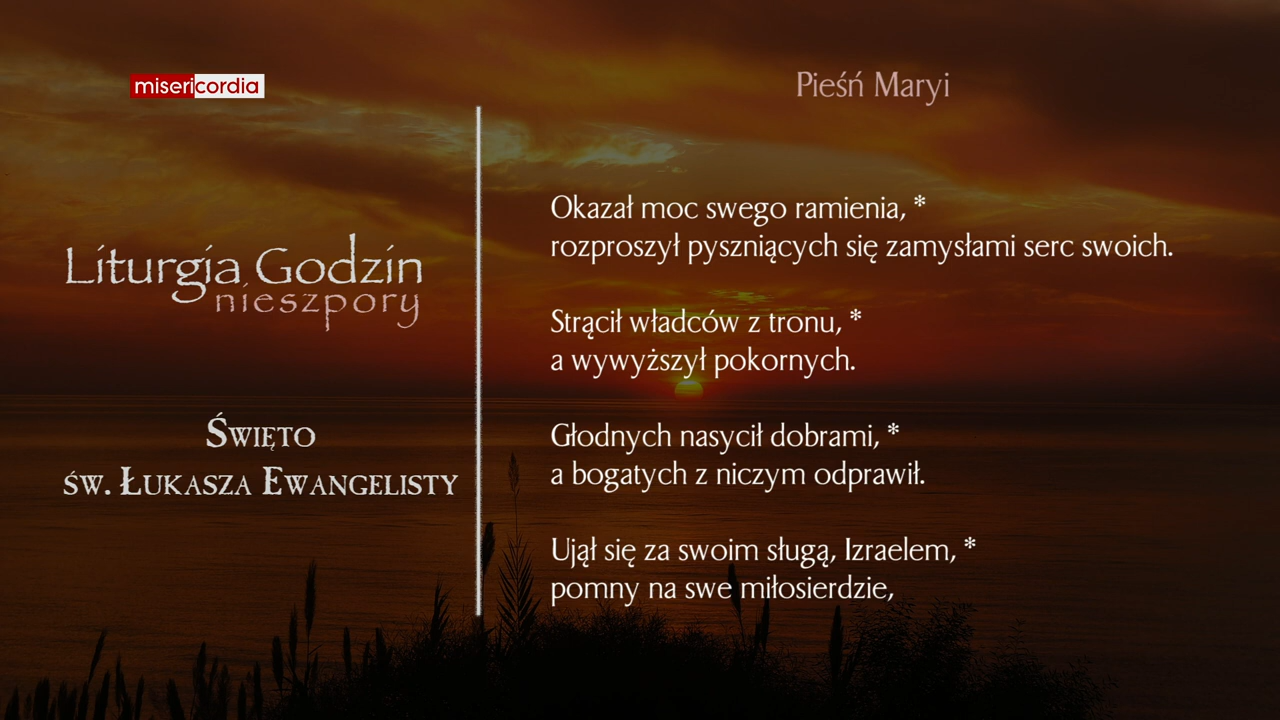 misericordia
Liturgia Godzin
nieszpory
Święto
św. Łukasza Ewangelisty
Pieśń Maryi
Okazał moc swego ramienia, *
rozproszył pyszniących się zamysłami serc swoich.
Strącił władców z tronu, *
a wywyższył pokornych.
Głodnych nasycił dobrami, *
a bogatych z niczym odprawił.
Ujął się za swoim sługą, Izraelem, *
pomny na swe miłosierdzie,